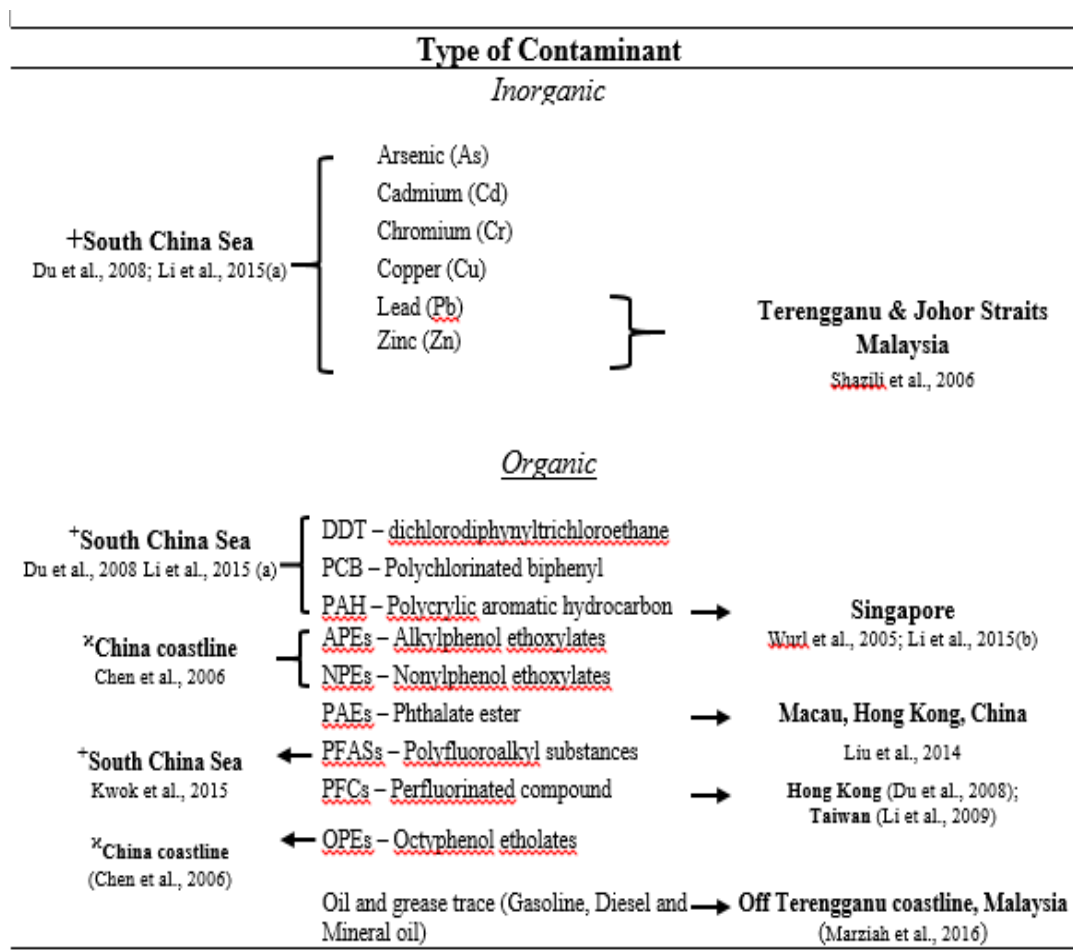 Type of Contaminant
Inorganic
Arsenic (As)
Cadmium (Cd)
Chromium (Cr)
+South China Sea
Du et al., 2008; Li et al., 2015(a)
Copper (Cu)
Lead (Pb)
Zinc (Zn)
Terengganu & Johor Straits
Malaysia
Shazili et al., 2006
Organic
+South China Sea
Du et al., 2008 Li et al., 2015 (a)
DDT – dichlorodiphynyltrichloroethane
PCB – Polychlorinated biphenyl
PAH – Polycrylic aromatic hydrocarbon
Singapore
Wurl et al., 2005; Li et al., 2015(b)
ϰChina coastline
Chen et al., 2006
APEs – Alkylphenol ethoxylates
NPEs – Nonylphenol ethoxylates
PAEs – Phthalate ester
Macau, Hong Kong, China
Liu et al., 2014
+South China Sea
Kwok et al., 2015
PFASs – Polyfluoroalkyl substances
PFCs – Perfluorinated compound
Hong Kong (Du et al., 2008);
Taiwan (Li et al., 2009)
ϰChina coastline
(Chen et al., 2006)
OPEs – Octyphenol etholates
Oil and grease trace (Gasoline, Diesel and
Mineral oil)
Off Terengganu coastline, Malaysia
(Marziah et al., 2016)